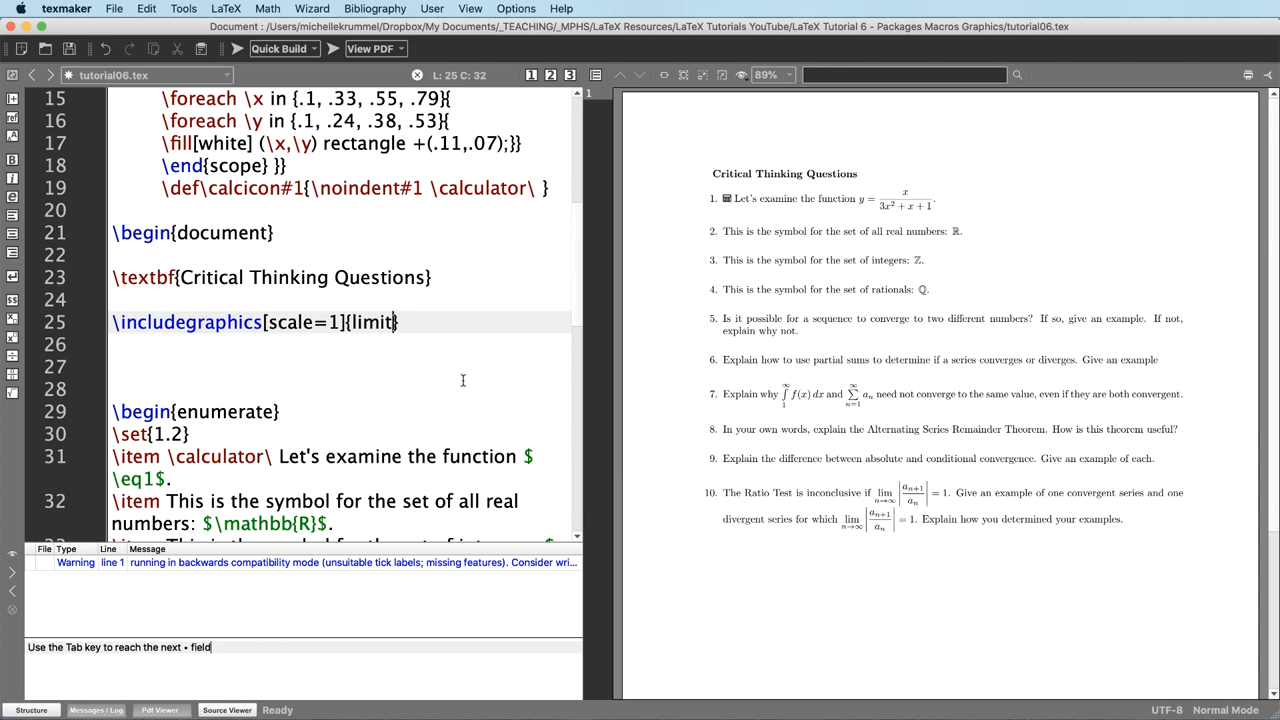 texmaker File Edit Tools LaTeX Math Wizard Bibliography User View Options Help
Document : /Users/michellekrummel/Dropbox/My Documents/_TEACHING/_MPHS/LaTeX Resources/LaTeX Tutorials YouTube/LaTeX Tutorial 6 - Packages Macros Graphics/tutorial06.tex
Quick Build View PDF
tutorial06.tex L: 25 C: 32 1 2 3 89%
15 \foreach \x in {.1, .33, .55, .79}{
16 \foreach \y in {.1, .24, .38, .53}{
17 \fill[white] (\x,\y) rectangle +(.11,.07);}}
18 \end{scope} }}
19 \def\calcicon#1{\noindent#1 \calculator\ }
20
21 \begin{document}
22
23 \textbf{Critical Thinking Questions}
24
25 \includegraphics[scale=1]{limit}
26
27
28
29 \begin{enumerate}
30 \set{1.2}
31 \item \calculator\ Let's examine the function $
\eq1$.
32 \item This is the symbol for the set of all real
numbers: $\mathbb{R}$.
File Type Line Message
Warning line 1 running in backwards compatibility mode (unsuitable tick labels; missing features). Consider wri...
Use the Tab key to reach the next • field
Structure Messages / Log Pdf Viewer Source Viewer Ready
1
Critical Thinking Questions
1. Let's examine the function y = x / (3x² + x + 1).
2. This is the symbol for the set of all real numbers: ℝ.
3. This is the symbol for the set of integers: ℤ.
4. This is the symbol for the set of rationals: ℚ.
5. Is it possible for a sequence to converge to two different numbers? If so, give an example. If not,
explain why not.
6. Explain how to use partial sums to determine if a series converges or diverges. Give an example
7. Explain why ∫₁^∞ f(x) dx and ∑_{n=1}^∞ aₙ need not converge to the same value, even if they are both convergent.
8. In your own words, explain the Alternating Series Remainder Theorem. How is this theorem useful?
9. Explain the difference between absolute and conditional convergence. Give an example of each.
10. The Ratio Test is inconclusive if lim_{n→∞} |aₙ₊₁/aₙ| = 1. Give an example of one convergent series and one
divergent series for which lim_{n→∞} |aₙ₊₁/aₙ| = 1. Explain how you determined your examples.
UTF-8 Normal Mode